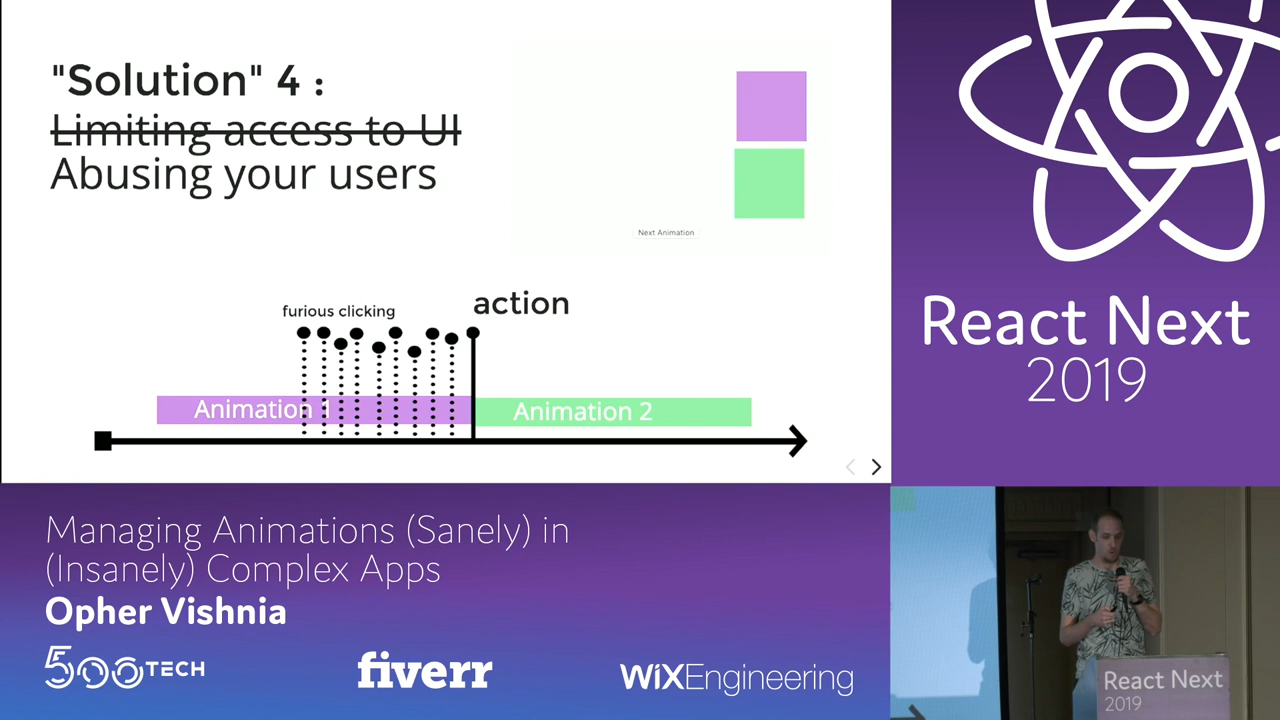 "Solution" 4 :
Limiting access to UI
Abusing your users
Next Animation
furious clicking
action
Animation 1
Animation 2
React Next
2019
Managing Animations (Sanely) in
(Insanely) Complex Apps
Opher Vishnia
500TECH
fiverr
WiXEngineering
React Next
2019